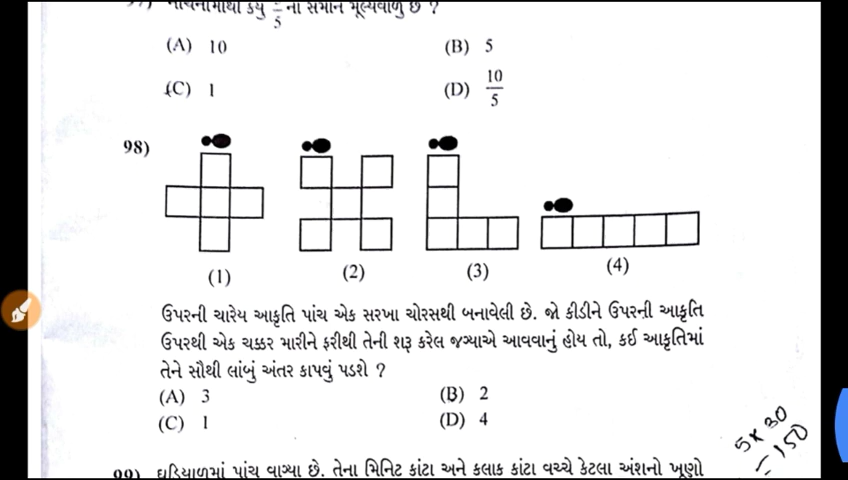 (A) 10 (B) 5
(C) 1 (D) 10/5
98)
(1) (2) (3) (4)
ઉપરની ચારેય આકૃતિ પાંચ એક સરખા ચોરસથી બનાવેલી છે. જો કીડીને ઉપરની આકૃતિ
ઉપરથી એક ચક્કર મારીને ફરીથી તેની શરૂ કરેલ જગ્યાએ આવવાનું હોય તો, કઈ આકૃતિમાં
તેને સૌથી લાંબું અંતર કાપવું પડશે ?
(A) 3 (B) 2
(C) 1 (D) 4
5 x 30
= 150
99) ઘડિયાળમાં પાંચ વાગ્યા છે. તેના મિનિટ કાંટા અને કલાક કાંટા વચ્ચે કેટલા અંશનો ખૂણો